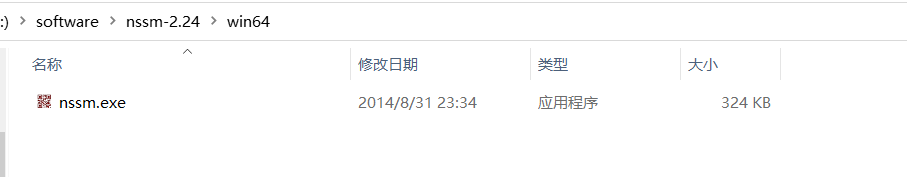 :) > software > nssm-2.24 > win64
名称 修改日期 类型 大小
nssm.exe 2014/8/31 23:34 应用程序 324 KB